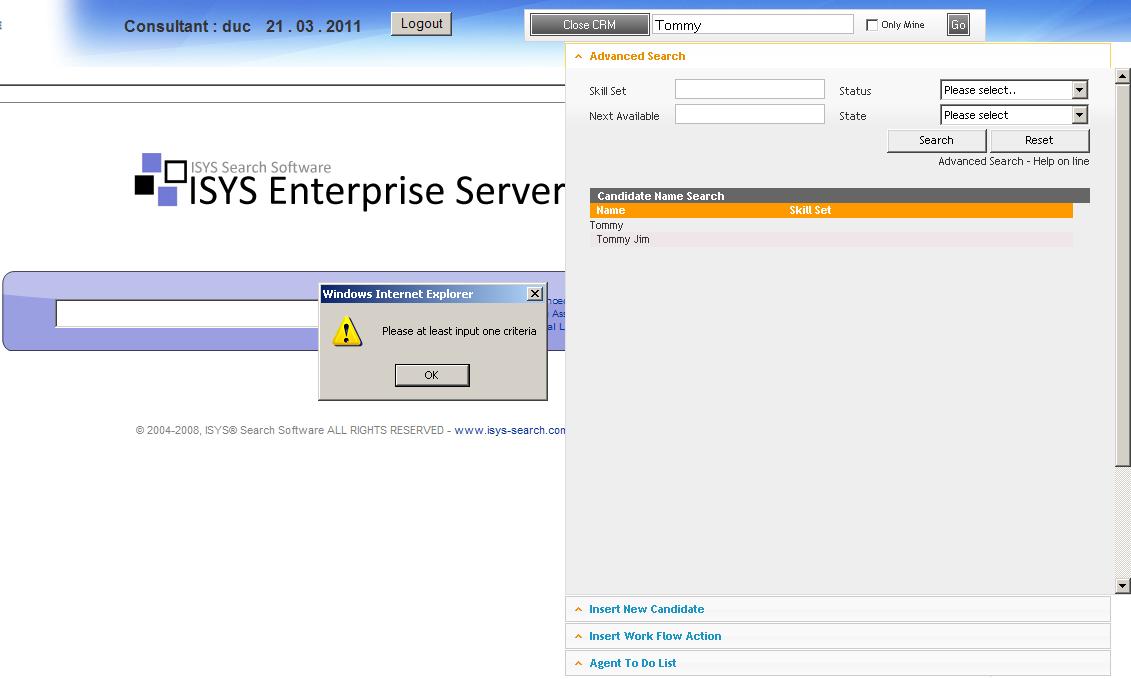 Consultant : duc 21 . 03 . 2011 Logout Close CRM Tommy Only Mine Go
Advanced Search
Skill Set Status Please select..
Next Available State Please select
Search Reset
Advanced Search - Help on line
ISYS Search Software
ISYS Enterprise Server
Candidate Name Search
Name Skill Set
Tommy
Tommy Jim
Windows Internet Explorer
Please at least input one criteria
OK
© 2004-2008, ISYS® Search Software ALL RIGHTS RESERVED - www.isys-search.com
Insert New Candidate
Insert Work Flow Action
Agent To Do List